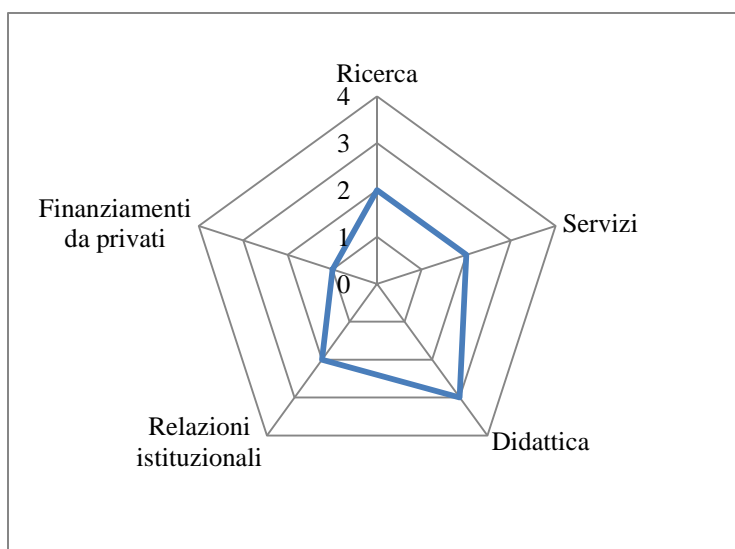 Ricerca
4
3
2
1
0
Servizi
Didattica
Relazioni
istituzionali
Finanziamenti
da privati